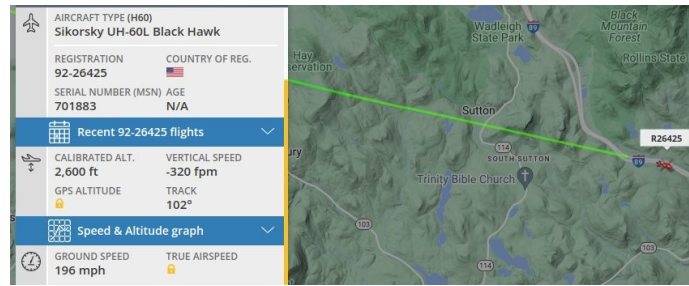 AIRCRAFT TYPE (H60)
Sikorsky UH-60L Black Hawk
REGISTRATION COUNTRY OF REG.
92-26425
SERIAL NUMBER (MSN) AGE
701883 N/A
Recent 92-26425 flights
CALIBRATED ALT. VERTICAL SPEED
2,600 ft -320 fpm
GPS ALTITUDE TRACK
102°
Speed & Altitude graph
GROUND SPEED TRUE AIRSPEED
196 mph
Wadleigh
State Park
89
Black
Mountain
Forest
Rollins State
Hay
servation
Sutton
R26425
114
SOUTH SUTTON
89
ury
Trinity Bible Church
103
103
114